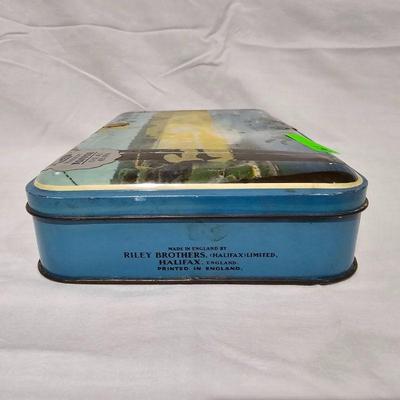 MADE IN ENGLAND BY
RILEY BROTHERS, (HALIFAX) LIMITED,
HALIFAX, ENGLAND.
PRINTED IN ENGLAND.